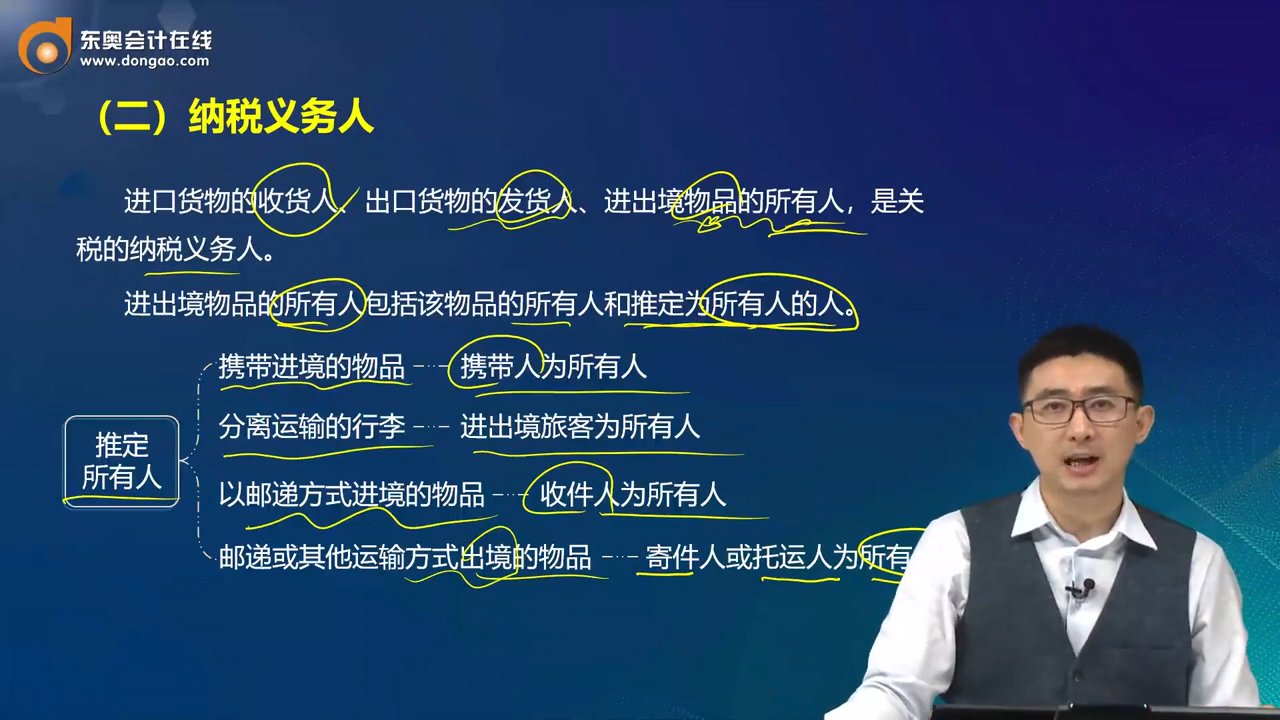 东奥会计在线
www.dongao.com
（二）纳税义务人
进口货物的收货人、出口货物的发货人、进出境物品的所有人，是关
税的纳税义务人。
进出境物品的所有人包括该物品的所有人和推定为所有人的人。
携带进境的物品 携带人为所有人
分离运输的行李 进出境旅客为所有人
推定
所有人
以邮递方式进境的物品 收件人为所有人
邮递或其他运输方式出境的物品 寄件人或托运人为所有